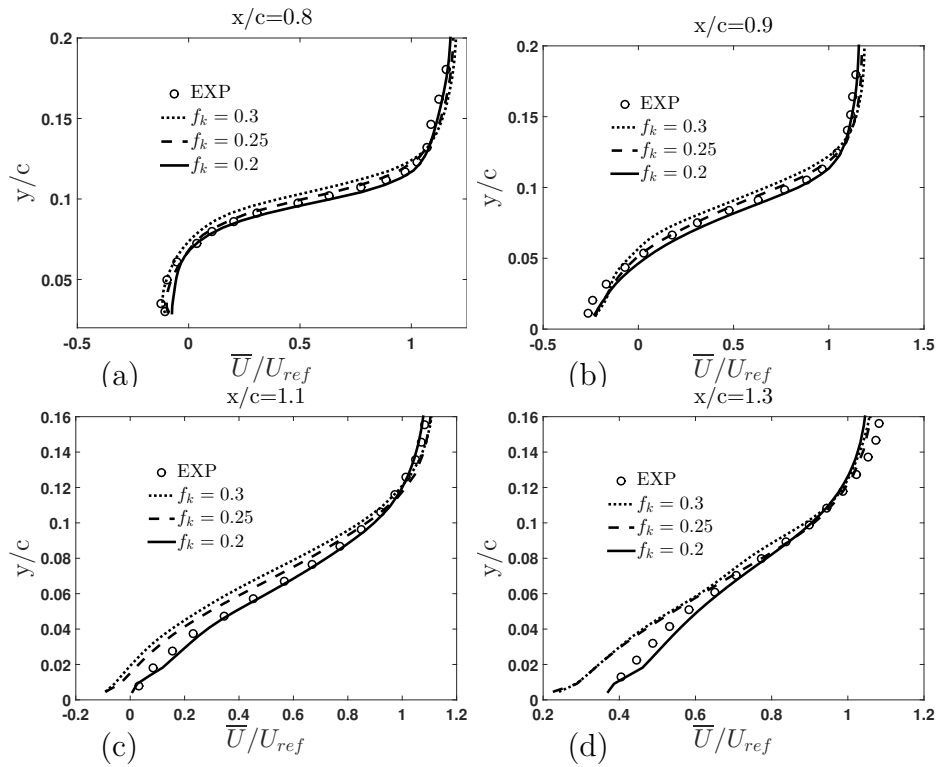 x/c=0.8
0.2
0.15
0.1
0.05
y/c
EXP
f_k = 0.3
f_k = 0.25
f_k = 0.2
-0.5 0 0.5 1
U̅/U_ref
(a)
x/c=0.9
0.2
0.15
0.1
0.05
0
y/c
EXP
f_k = 0.3
f_k = 0.25
f_k = 0.2
-0.5 0 0.5 1 1.5
U̅/U_ref
(b)
x/c=1.1
0.16
0.14
0.12
0.1
0.08
0.06
0.04
0.02
0
y/c
EXP
f_k = 0.3
f_k = 0.25
f_k = 0.2
-0.2 0 0.2 0.4 0.6 0.8 1 1.2
U̅/U_ref
(c)
x/c=1.3
0.16
0.14
0.12
0.1
0.08
0.06
0.04
0.02
0
y/c
EXP
f_k = 0.3
f_k = 0.25
f_k = 0.2
0.2 0.4 0.6 0.8 1 1.2
U̅/U_ref
(d)